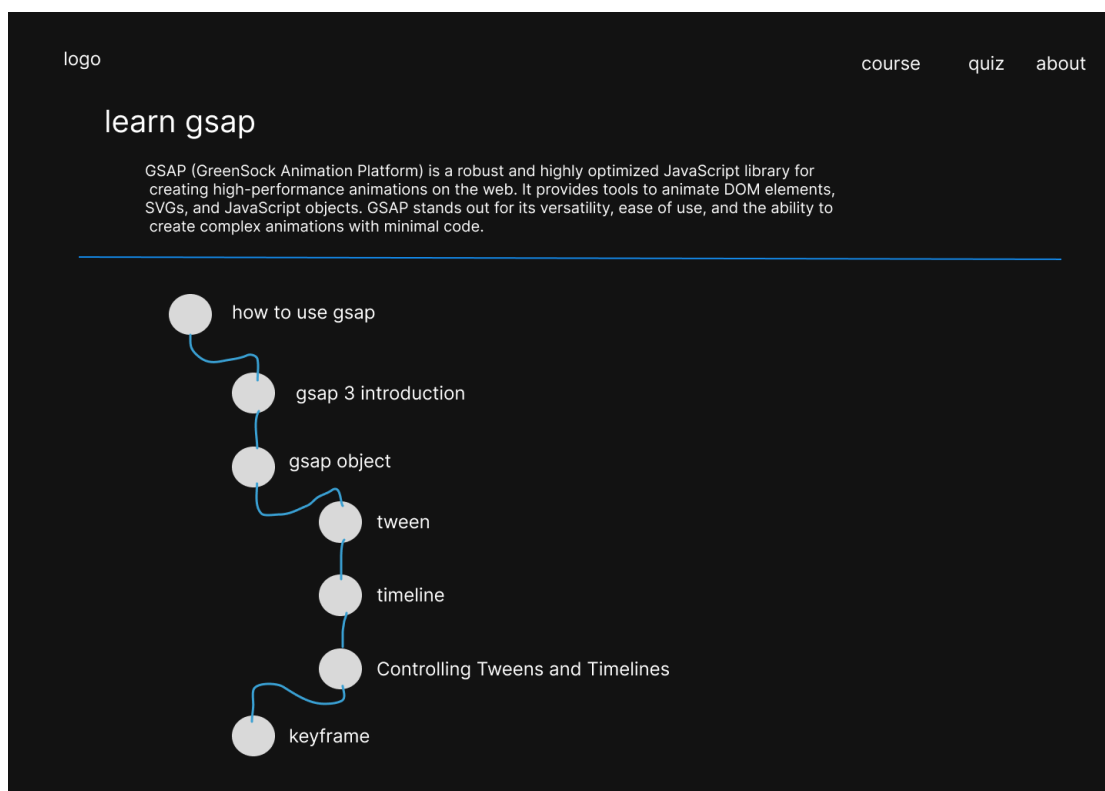 logo
course quiz about
learn gsap
GSAP (GreenSock Animation Platform) is a robust and highly optimized JavaScript library for
creating high-performance animations on the web. It provides tools to animate DOM elements,
SVGs, and JavaScript objects. GSAP stands out for its versatility, ease of use, and the ability to
create complex animations with minimal code.
how to use gsap
gsap 3 introduction
gsap object
tween
timeline
Controlling Tweens and Timelines
keyframe